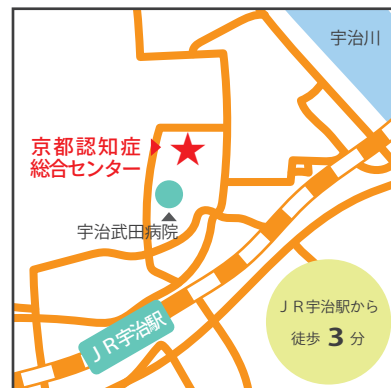 宇治川
京都認知症
総合センター
宇治武田病院
ＪＲ宇治駅
ＪＲ宇治駅から
徒歩 3 分